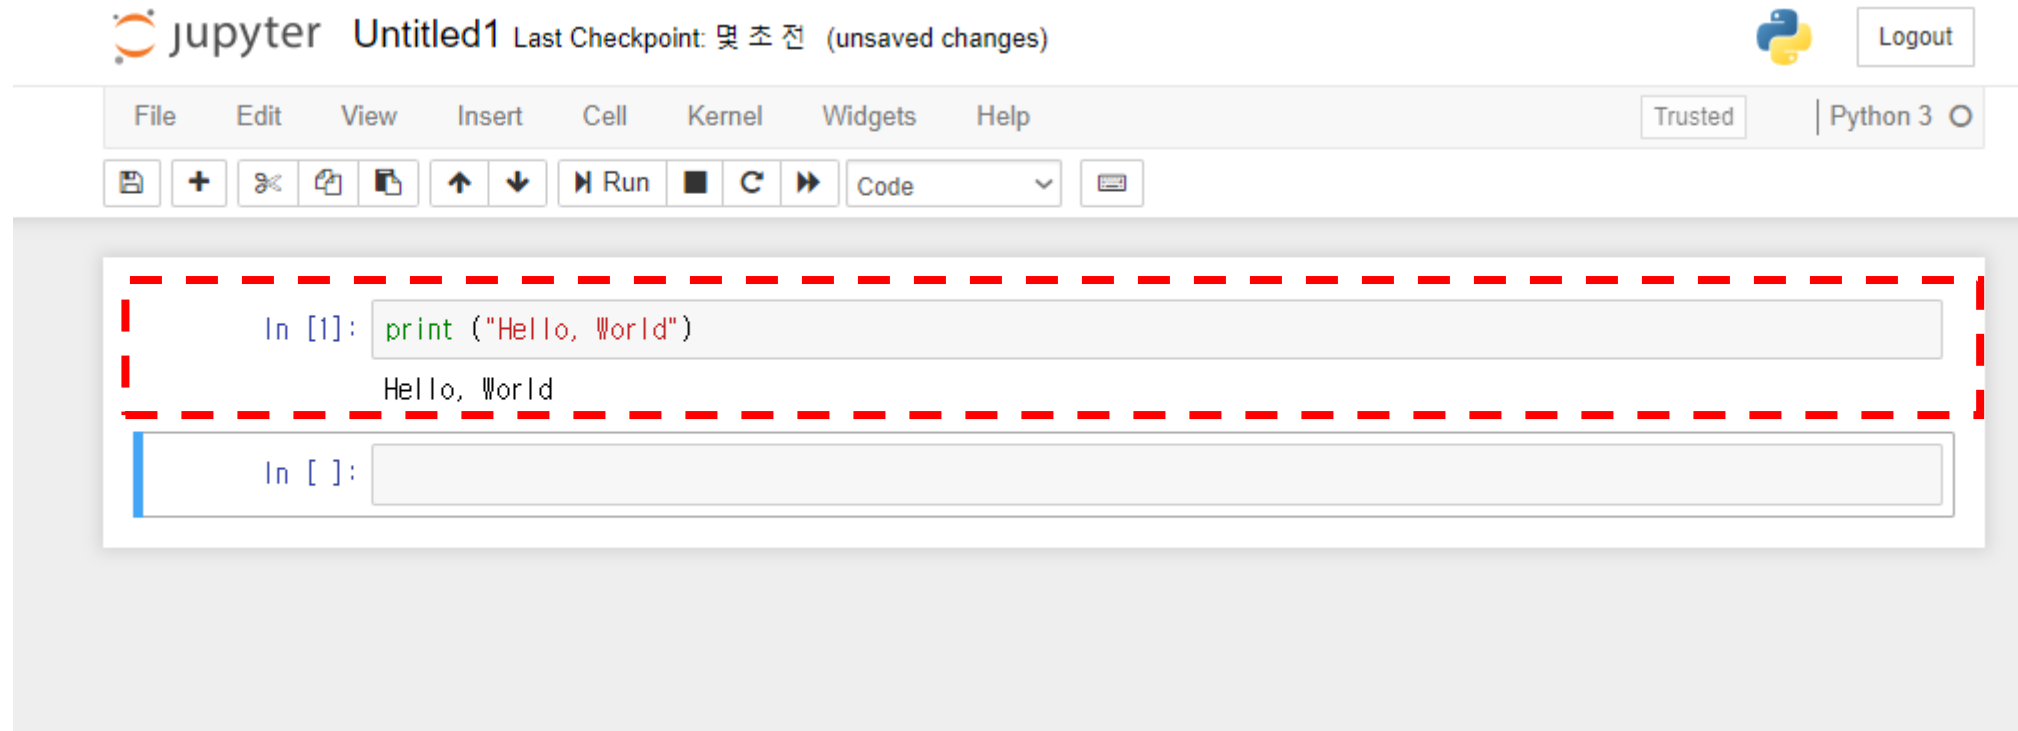 jupyter Untitled1 Last Checkpoint: 몇 초 전 (unsaved changes) Logout
File Edit View Insert Cell Kernel Widgets Help Trusted Python 3
Run Code
In [1]: print ("Hello, World")
Hello, World
In [ ]: